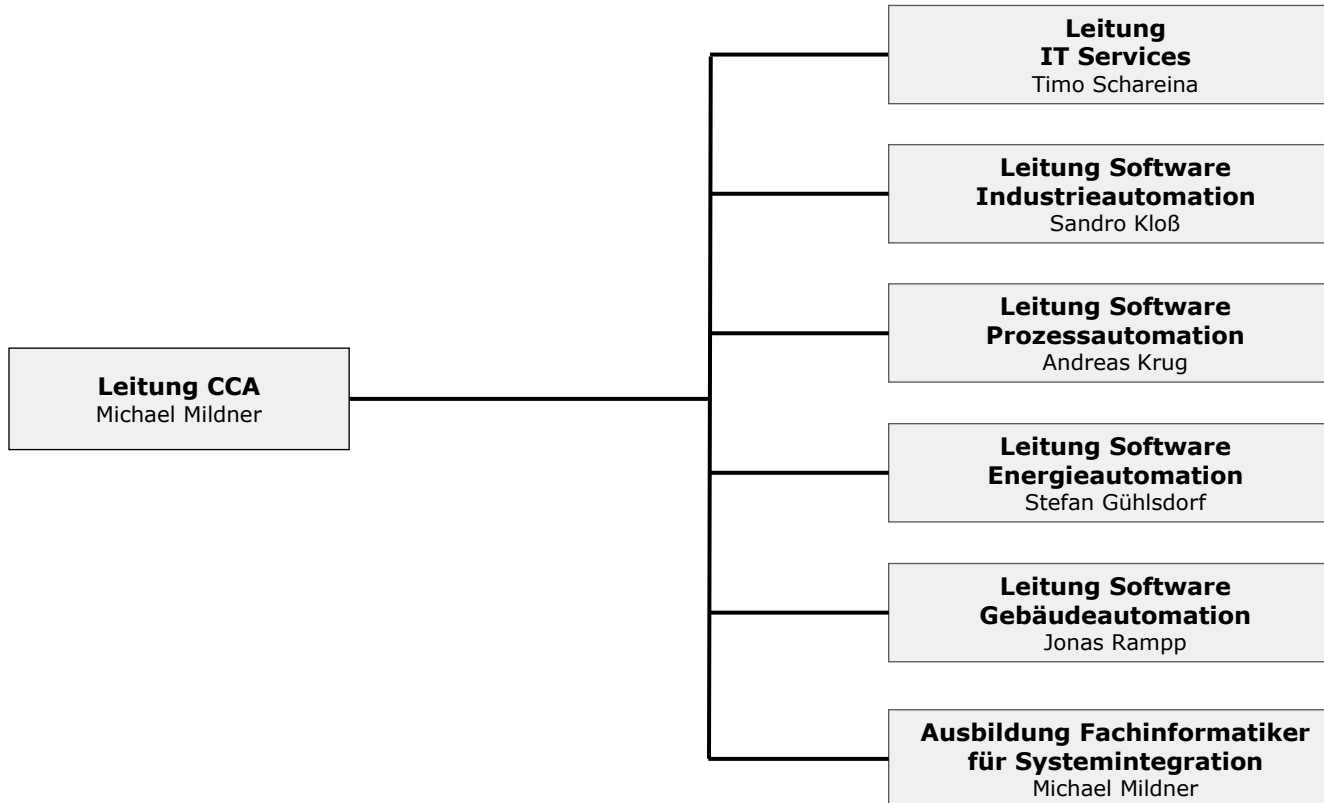 Leitung
IT Services
Timo Schareina
Leitung Software
Industrieautomation
Sandro Kloß
Leitung Software
Prozessautomation
Andreas Krug
Leitung CCA
Michael Mildner
Leitung Software
Energieautomation
Stefan Gühlsdorf
Leitung Software
Gebäudeautomation
Jonas Rampp
Ausbildung Fachinformatiker
für Systemintegration
Michael Mildner